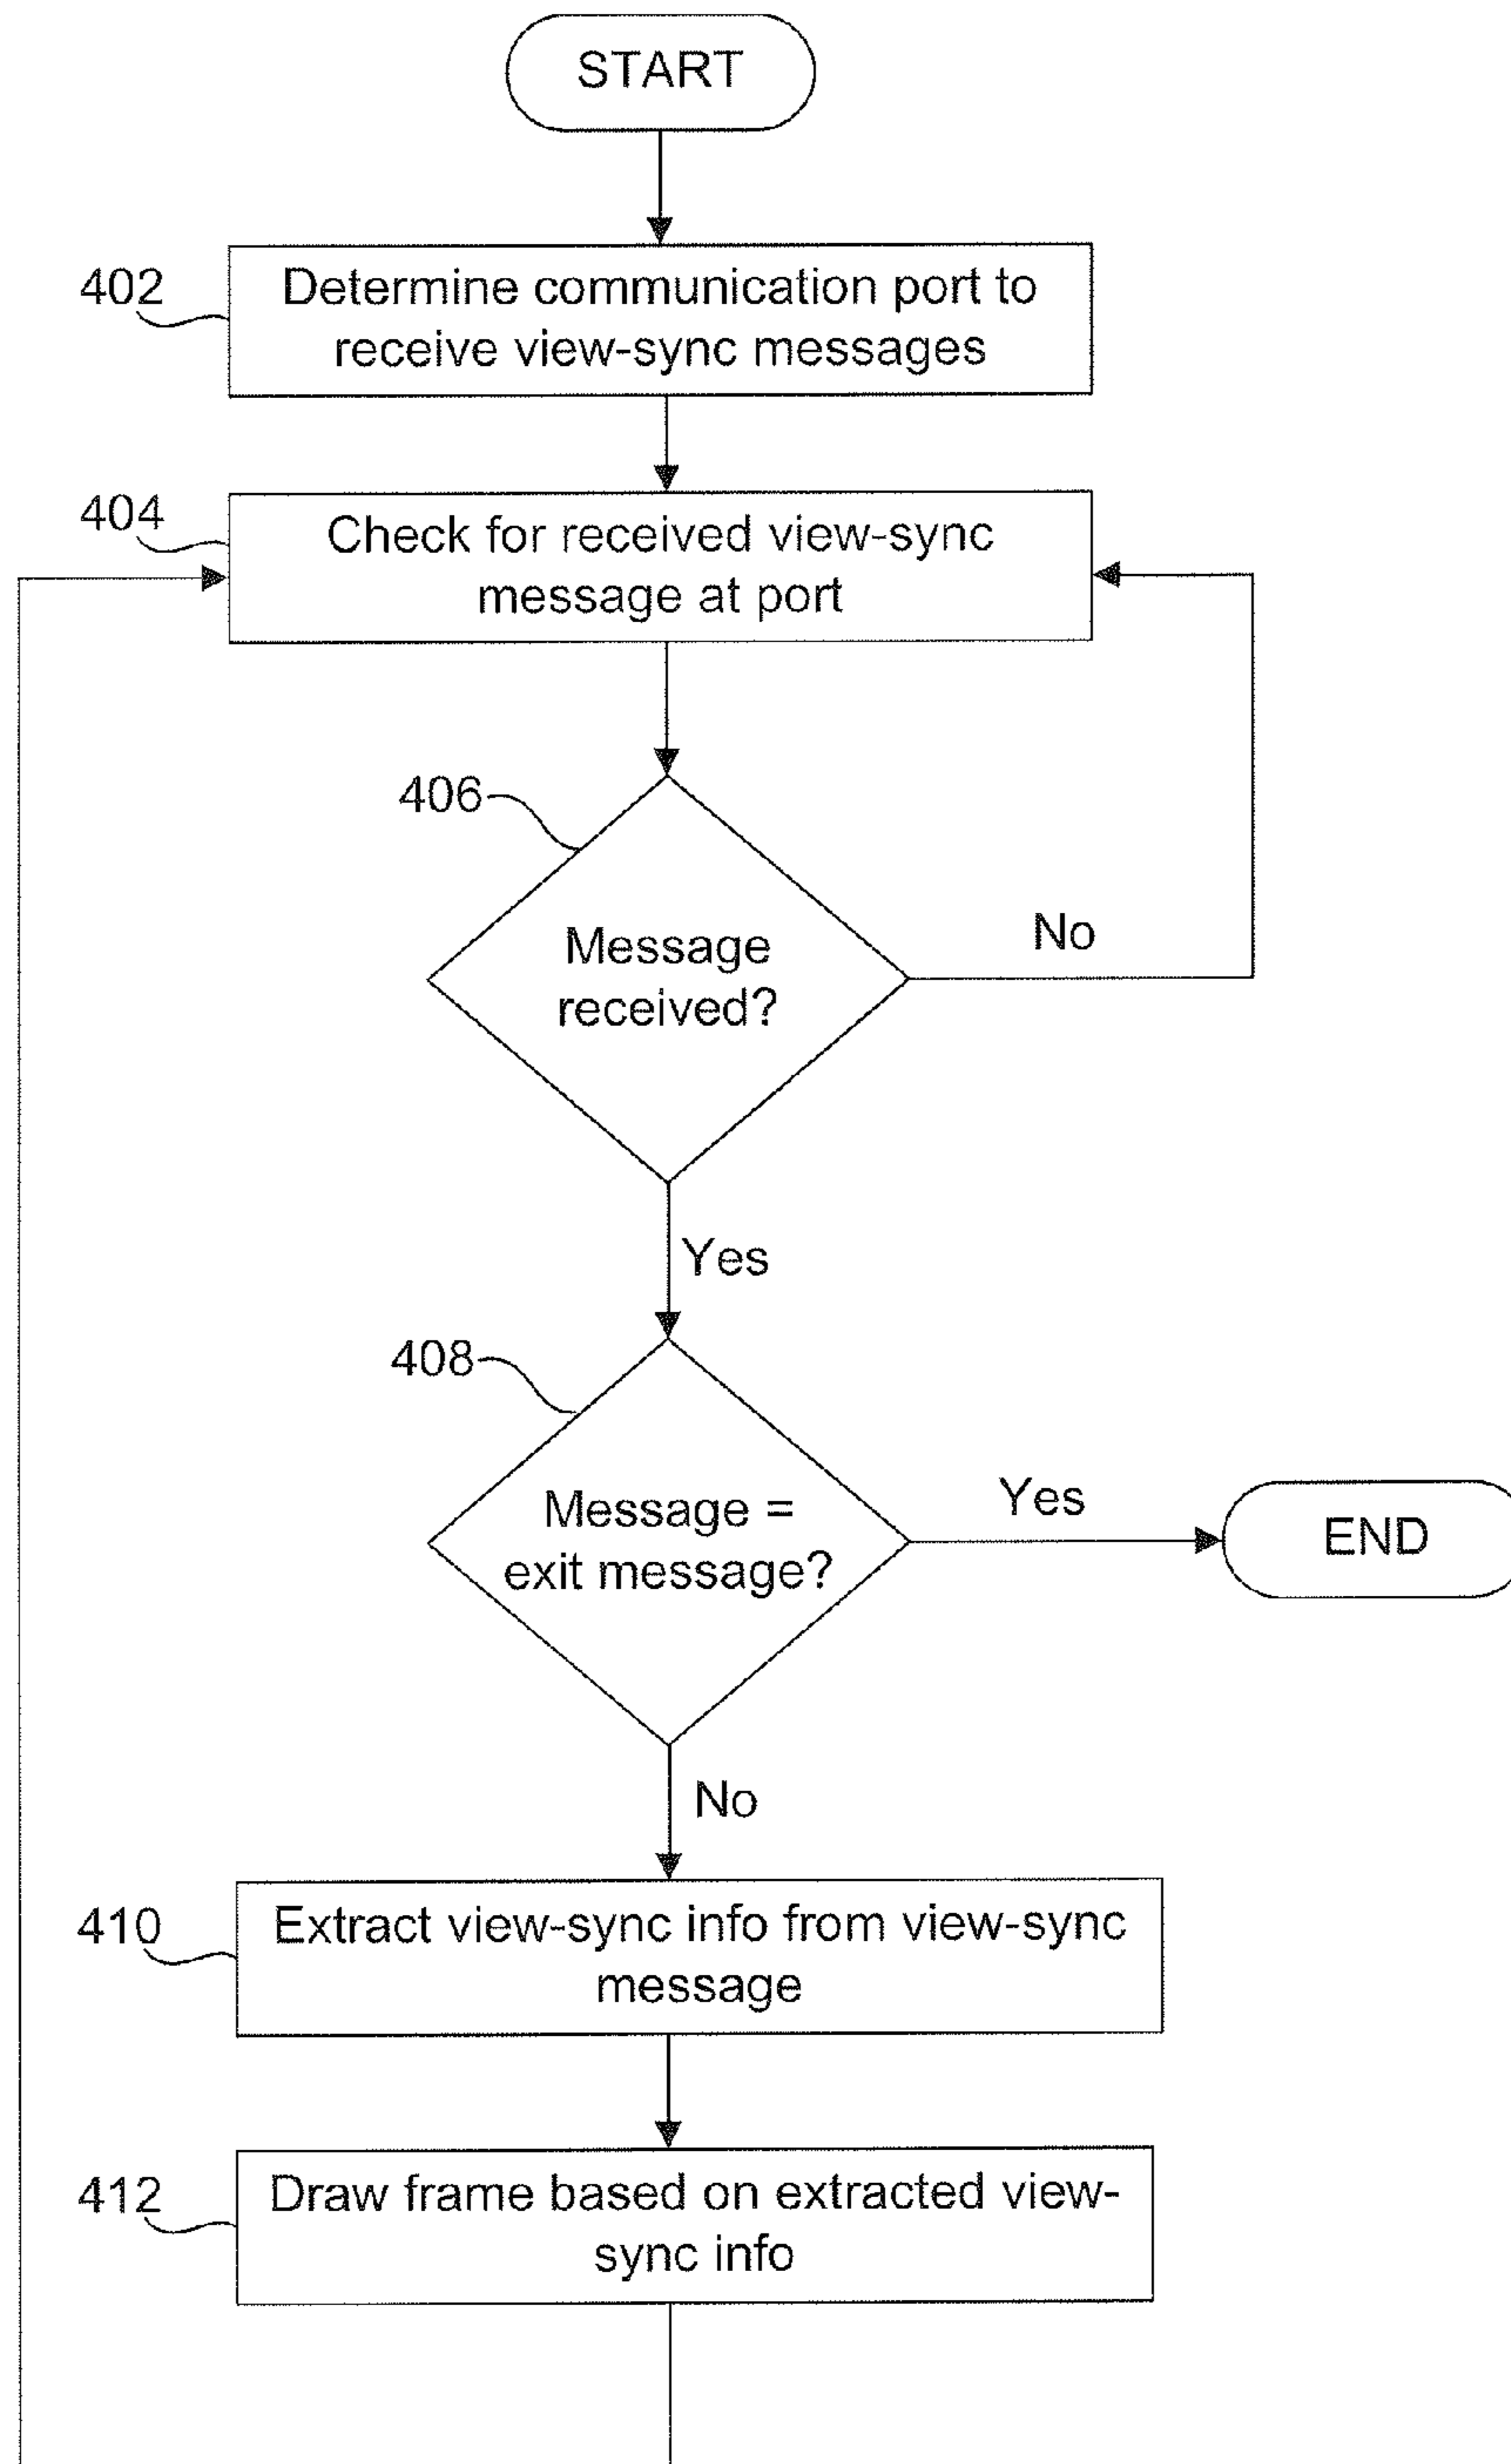 START
402
Determine communication port to
receive view-sync messages
404
Check for received view-sync
message at port
406
Message
received?
No
Yes
408
Message =
exit message?
Yes
END
No
410
Extract view-sync info from view-sync
message
412
Draw frame based on extracted view-
sync info